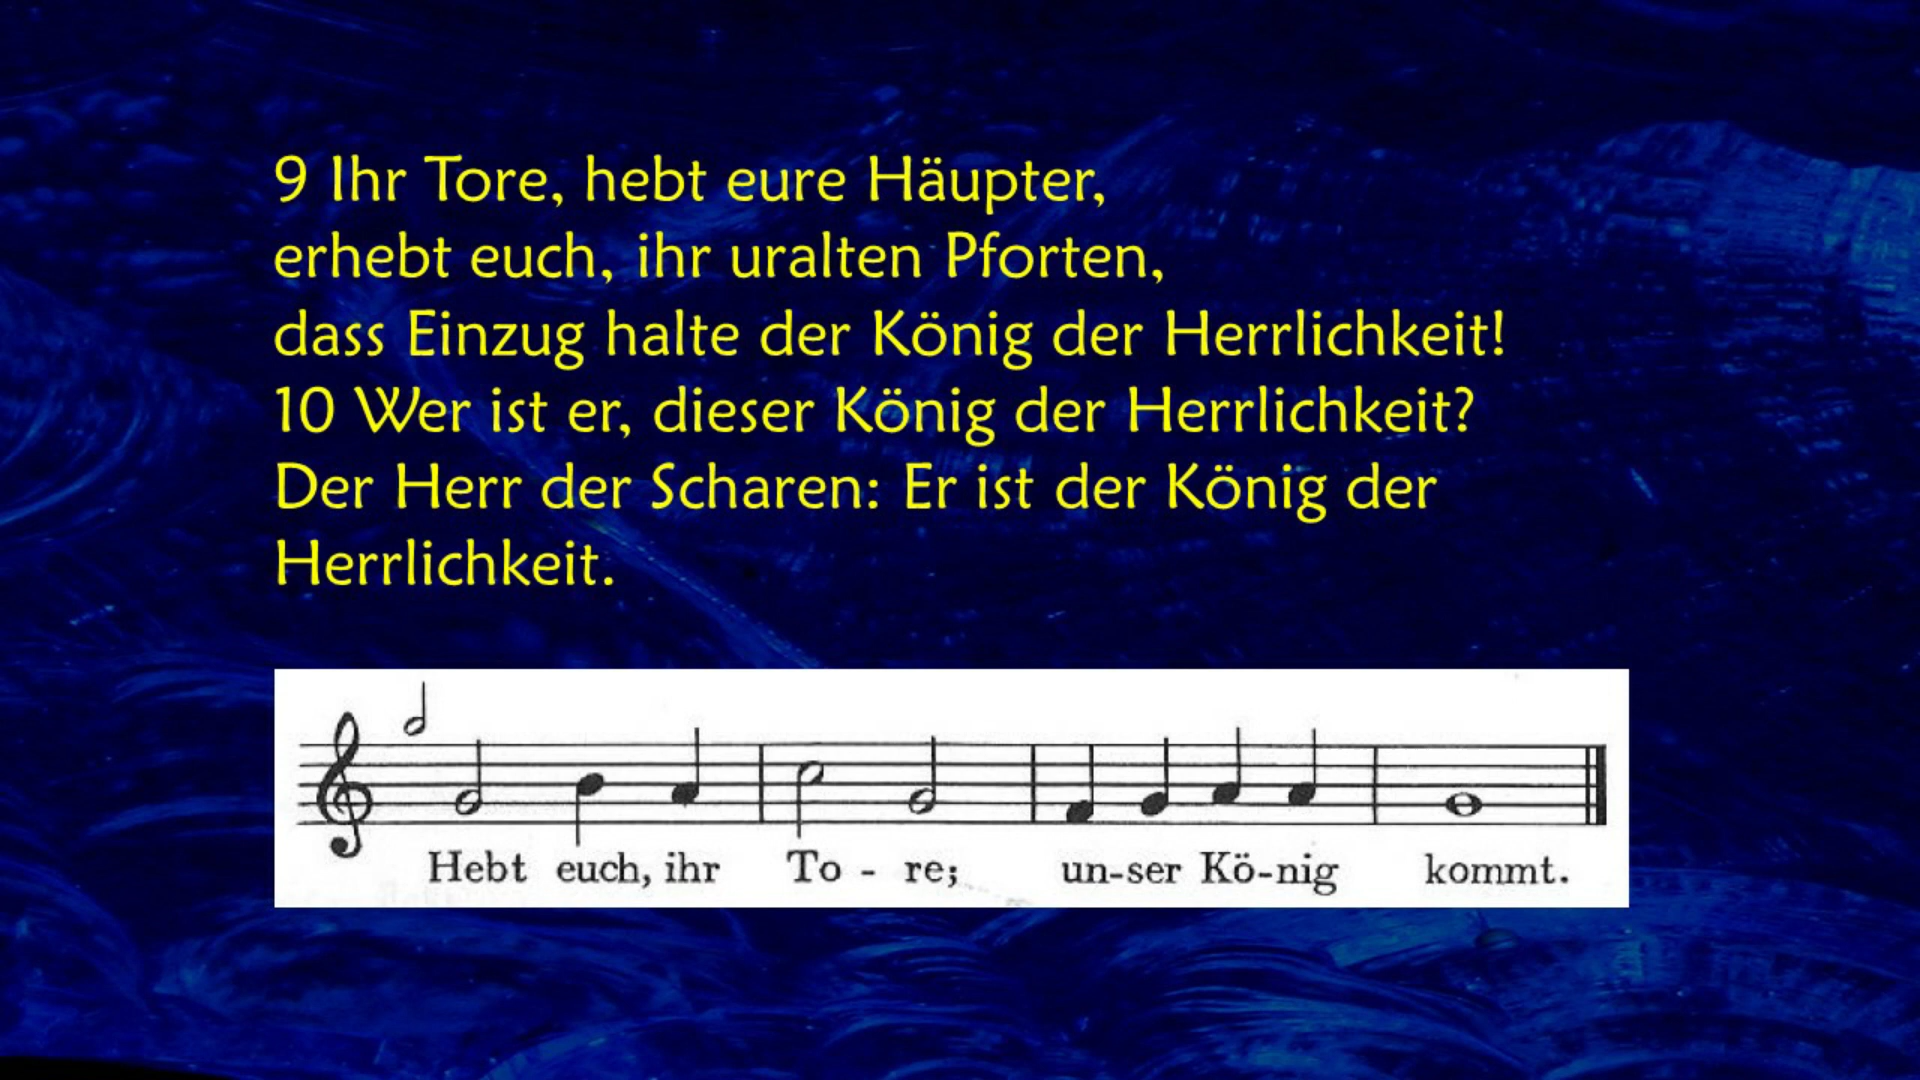 9 Ihr Tore, hebt eure Häupter,
erhebt euch, ihr uralten Pforten,
dass Einzug halte der König der Herrlichkeit!
10 Wer ist er, dieser König der Herrlichkeit?
Der Herr der Scharen: Er ist der König der
Herrlichkeit.
Hebt euch, ihr To - re; un-ser Kö-nig kommt.